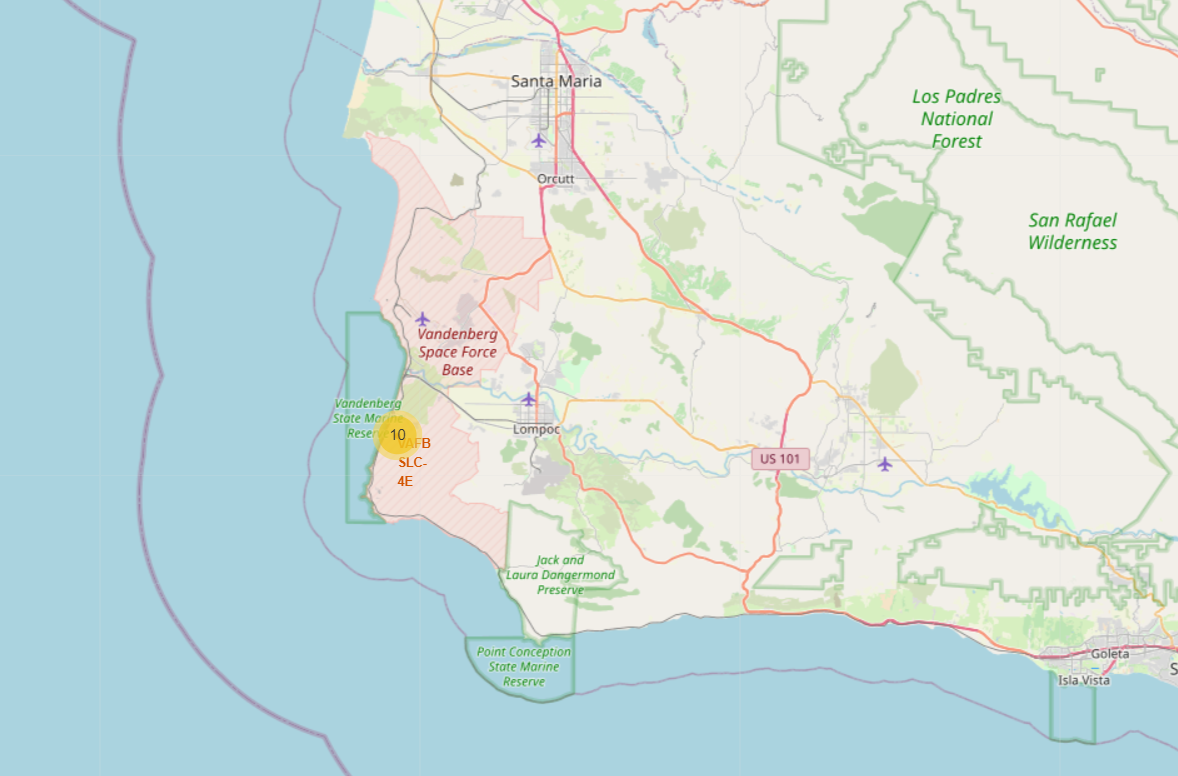 Santa Maria
Los Padres
National
Forest
Orcutt
San Rafael
Wilderness
Vandenberg
Space Force
Base
Vandenberg
State Marine
Reserve
10
VAFB
SLC-
4E
Lompoc
US 101
Jack and
Laura Dangermond
Preserve
Point Conception
State Marine
Reserve
Goleta
Isla Vista
S